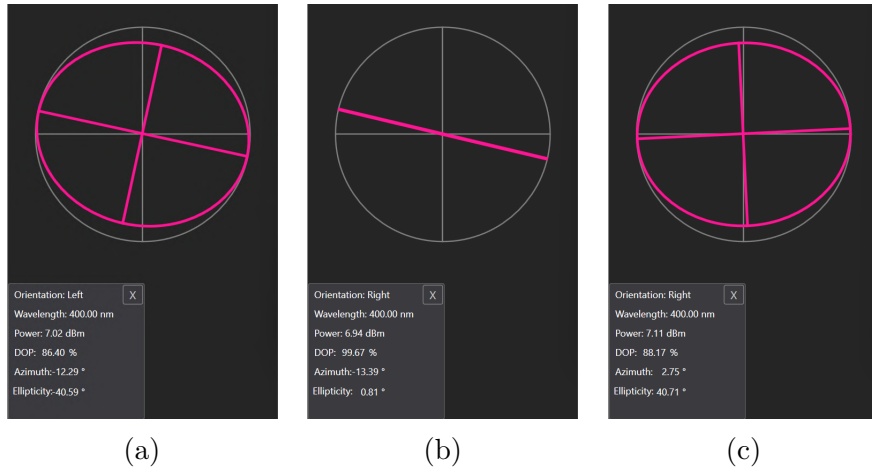 Orientation: Left
X
Wavelength: 400.00 nm
Power: 7.02 dBm
DOP: 86.40 %
Azimuth:-12.29 °
Ellipticity:-40.59 °
(a)
Orientation: Right
X
Wavelength: 400.00 nm
Power: 6.94 dBm
DOP: 99.67 %
Azimuth:-13.39 °
Ellipticity: 0.81 °
(b)
Orientation: Right
X
Wavelength: 400.00 nm
Power: 7.11 dBm
DOP: 88.17 %
Azimuth: 2.75 °
Ellipticity: 40.71 °
(c)